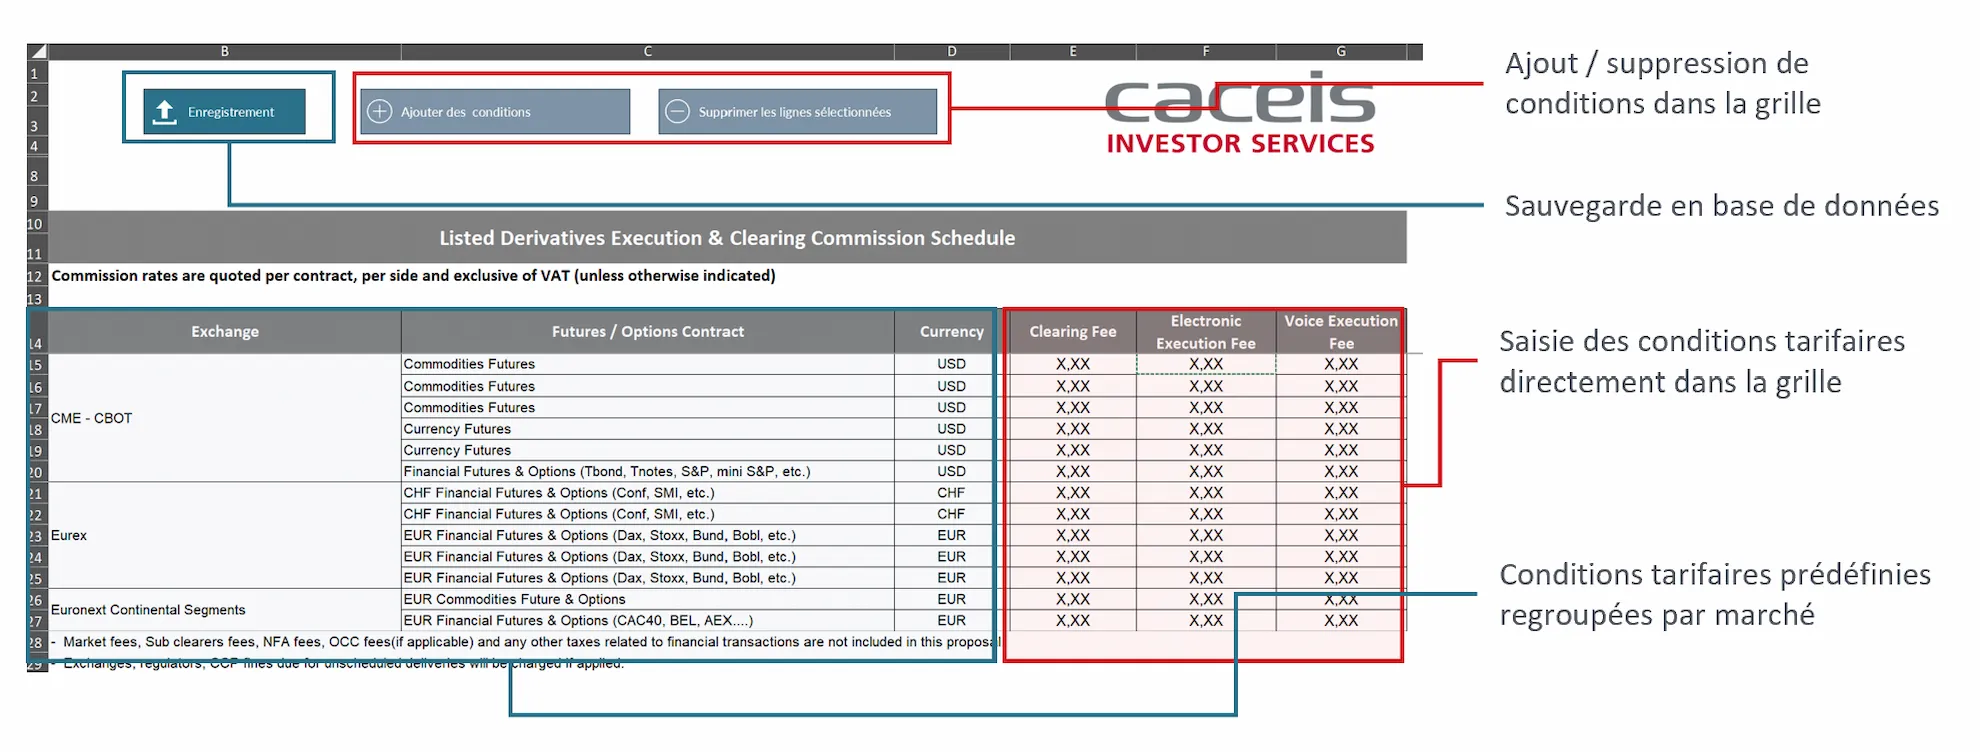 B C D E F G
1
2
3
4
8
9
10
11
12
13
14
15
16
17
18
19
20
21
22
23
24
25
26
27
28
29
Enregistrement
Ajouter des conditions
Supprimer les lignes sélectionnées
caceis
INVESTOR SERVICES
Listed Derivatives Execution & Clearing Commission Schedule
Commission rates are quoted per contract, per side and exclusive of VAT (unless otherwise indicated)
Exchange Futures / Options Contract Currency Clearing Fee Electronic Execution Fee Voice Execution Fee
CME - CBOT
Commodities Futures USD X,XX X,XX X,XX
Commodities Futures USD X,XX X,XX X,XX
Commodities Futures USD X,XX X,XX X,XX
Currency Futures USD X,XX X,XX X,XX
Currency Futures USD X,XX X,XX X,XX
Financial Futures & Options (Tbond, Tnotes, S&P, mini S&P, etc.) USD X,XX X,XX X,XX
Eurex
CHF Financial Futures & Options (Conf, SMI, etc.) CHF X,XX X,XX X,XX
CHF Financial Futures & Options (Conf, SMI, etc.) CHF X,XX X,XX X,XX
EUR Financial Futures & Options (Dax, Stoxx, Bund, Bobl, etc.) EUR X,XX X,XX X,XX
EUR Financial Futures & Options (Dax, Stoxx, Bund, Bobl, etc.) EUR X,XX X,XX X,XX
EUR Financial Futures & Options (Dax, Stoxx, Bund, Bobl, etc.) EUR X,XX X,XX X,XX
Euronext Continental Segments
EUR Commodities Future & Options EUR X,XX X,XX X,XX
EUR Financial Futures & Options (CAC40, BEL, AEX....) EUR X,XX X,XX X,XX
- Market fees, Sub clearers fees, NFA fees, OCC fees(if applicable) and any other taxes related to financial transactions are not included in this proposal
- Exchanges, regulators, CCP fines due for unscheduled deliveries will be charged if applied.
Ajout / suppression de
conditions dans la grille
Sauvegarde en base de données
Saisie des conditions tarifaires
directement dans la grille
Conditions tarifaires prédéfinies
regroupées par marché